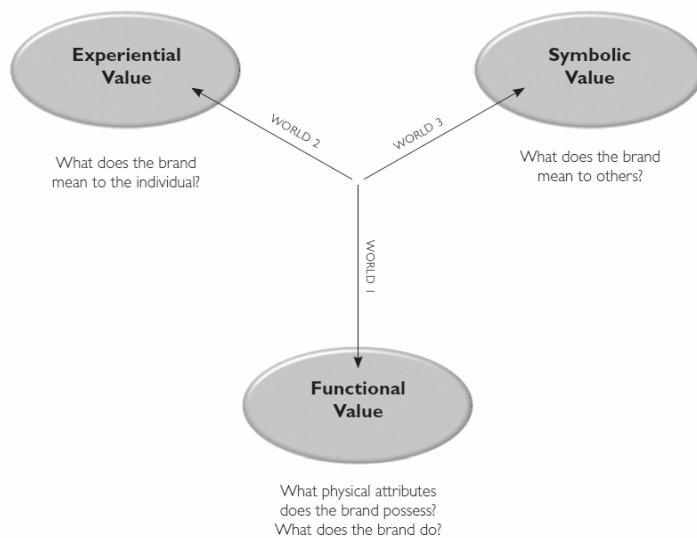 Experiential
Value
Symbolic
Value
WORLD 2
WORLD 3
What does the brand
mean to the individual?
What does the brand
mean to others?
WORLD 1
Functional
Value
What physical attributes
does the brand possess?
What does the brand do?